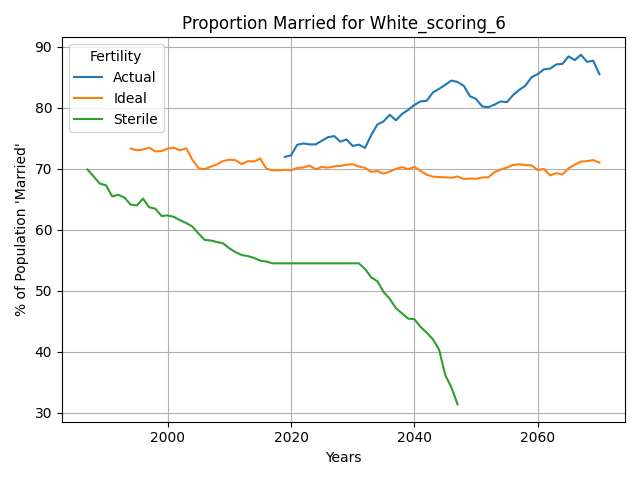 Proportion Married for White_scoring_6
Fertility
Actual
Ideal
Sterile
% of Population 'Married'
90
80
70
60
50
40
30
2000
2020
2040
2060
Years